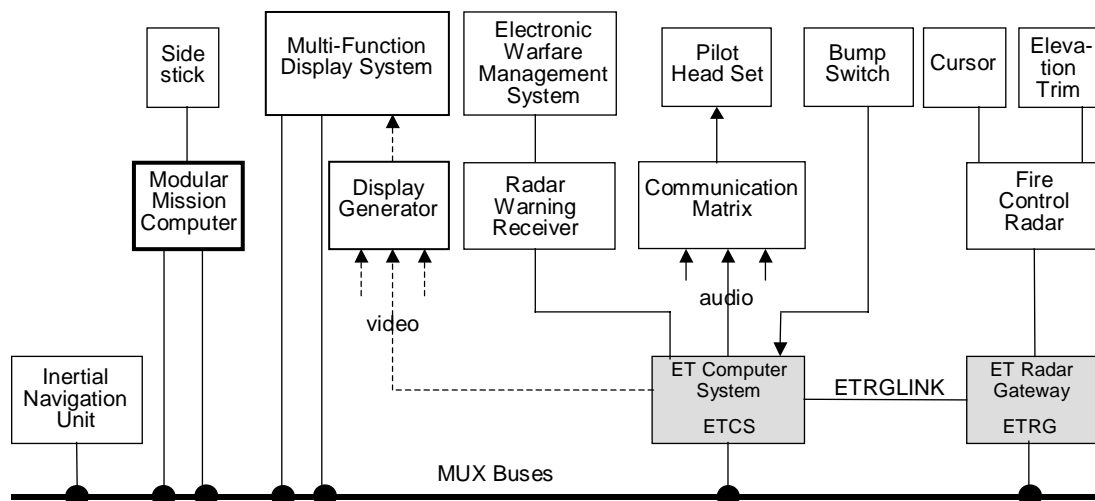 Side
stick
Multi-Function
Display System
Electronic
Warfare
Management
System
Pilot
Head Set
Bump
Switch
Cursor
Eleva-
tion
Trim
Modular
Mission
Computer
Display
Generator
Radar
Warning
Receiver
Communication
Matrix
Fire
Control
Radar
video
audio
Inertial
Navigation
Unit
ET Computer
System
ETCS
ETRGLINK
ET Radar
Gateway
ETRG
MUX Buses